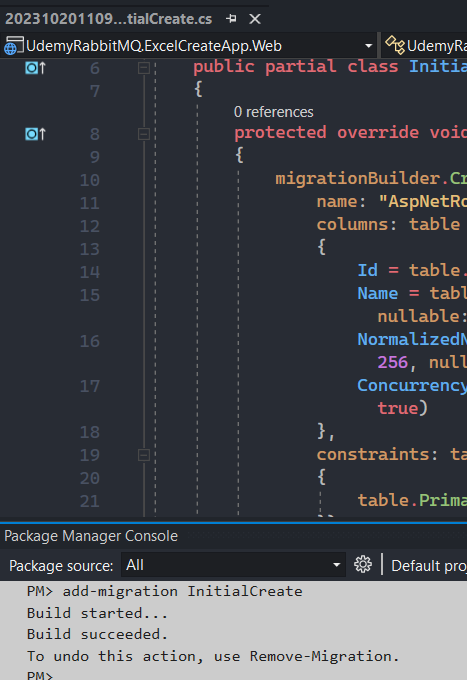 202310201109...tialCreate.cs
UdemyRabbitMQ.ExcelCreateApp.Web UdemyRa
6 public partial class Initia
7 {
0 references
8 protected override void
9 {
10 migrationBuilder.Cr
11 name: "AspNetRo
12 columns: table
13 {
14 Id = table.
15 Name = tabl
nullable:
16 NormalizedN
256, null
17 Concurrency
true)
18 },
19 constraints: ta
20 {
21 table.Prima
Package Manager Console
Package source: All Default proj
PM> add-migration InitialCreate
Build started...
Build succeeded.
To undo this action, use Remove-Migration.
PM>